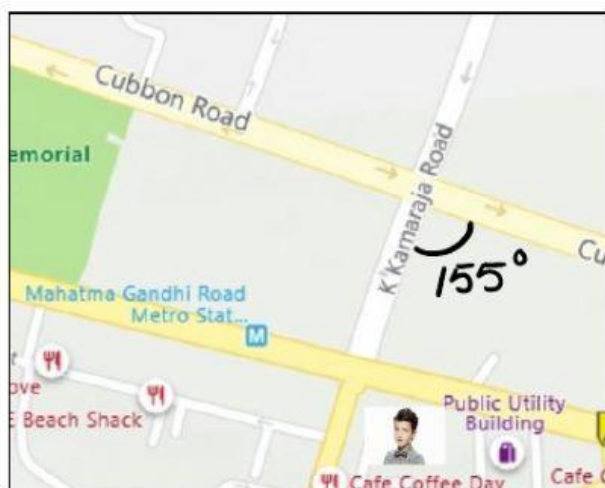 Cubbon Road
emorial
K'Kamaraja Road
155°
Cu
Mahatma Gandhi Road
Metro Stat...
M
ove
Beach Shack
Public Utility
Building
Cafe Coffee Day
Cafe C